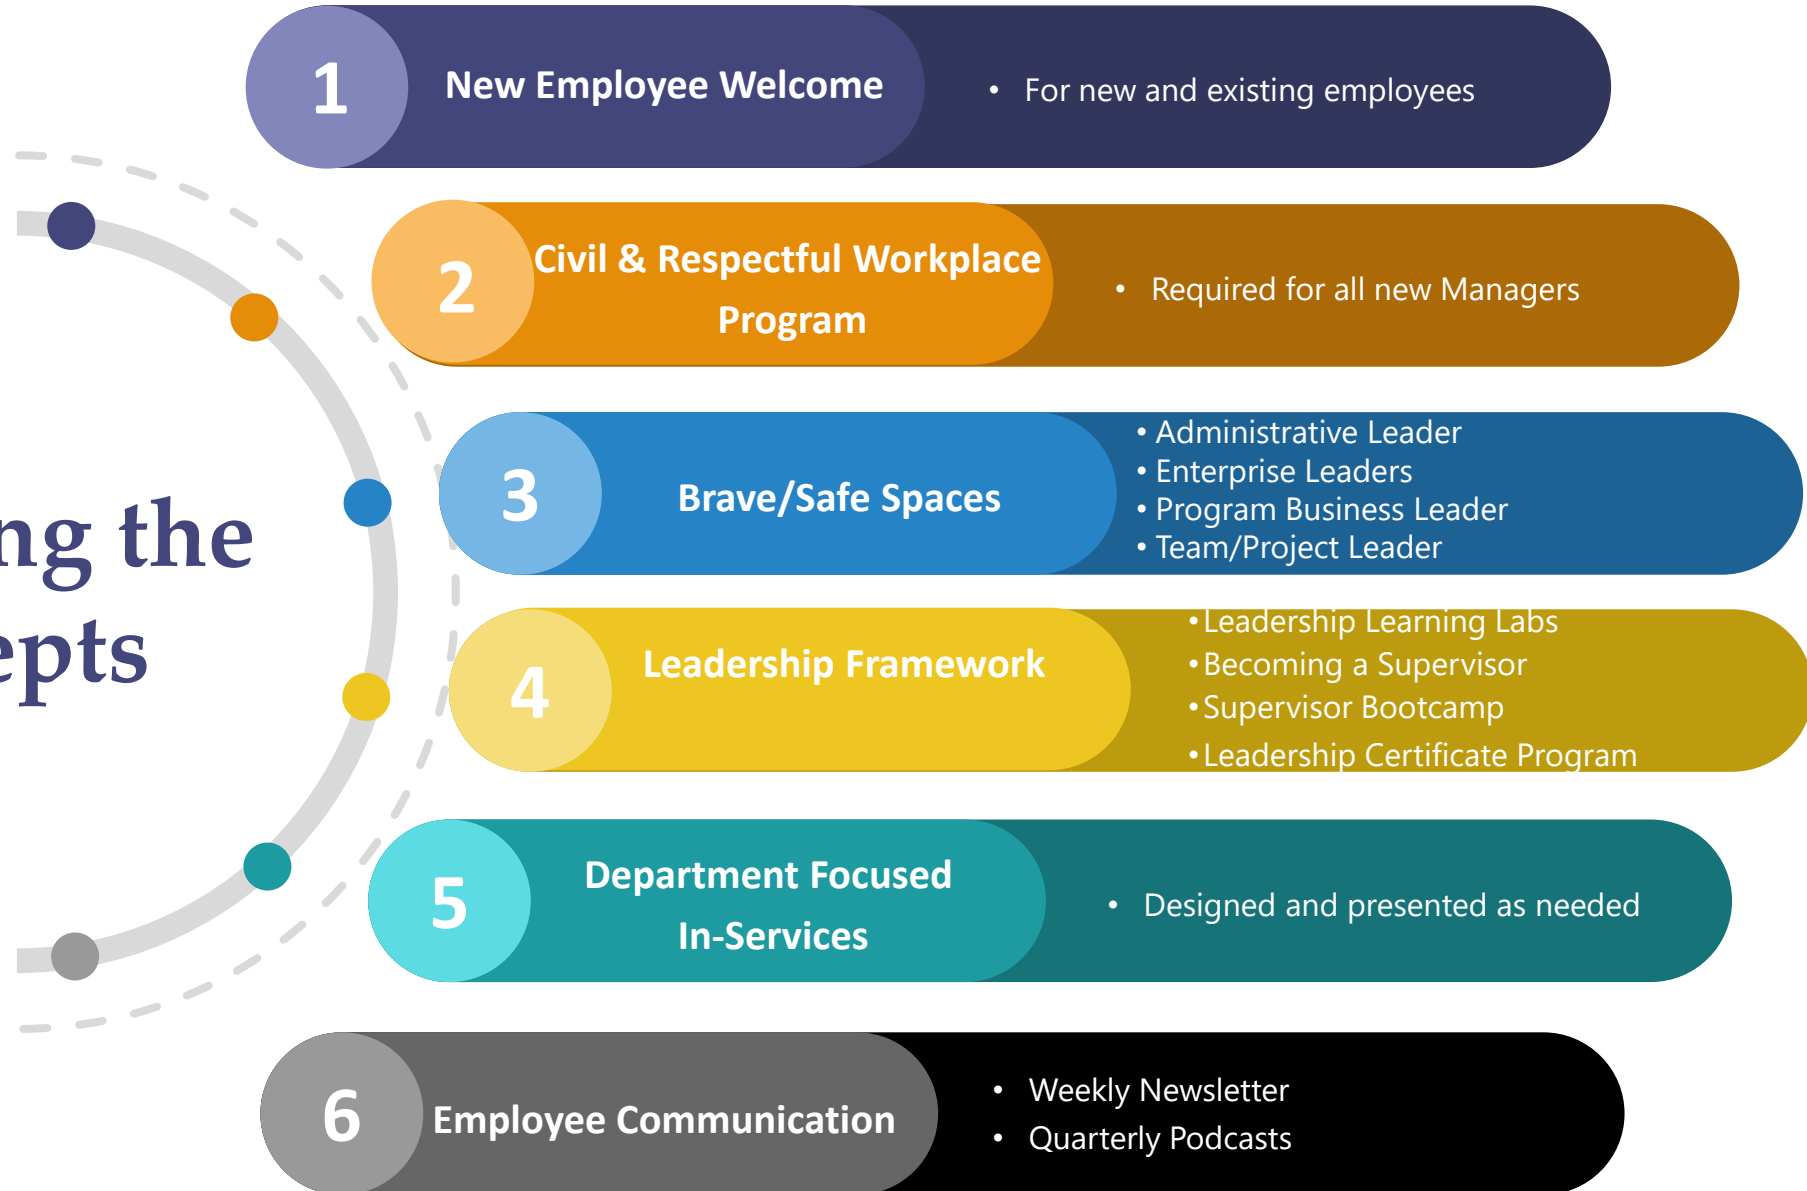 1
New Employee Welcome
• For new and existing employees
2
Civil & Respectful Workplace
Program
• Required for all new Managers
3
Brave/Safe Spaces
• Administrative Leader
• Enterprise Leaders
• Program Business Leader
• Team/Project Leader
ng the
epts
4
Leadership Framework
• Leadership Learning Labs
• Becoming a Supervisor
• Supervisor Bootcamp
• Leadership Certificate Program
5
Department Focused
In-Services
• Designed and presented as needed
6
Employee Communication
• Weekly Newsletter
• Quarterly Podcasts